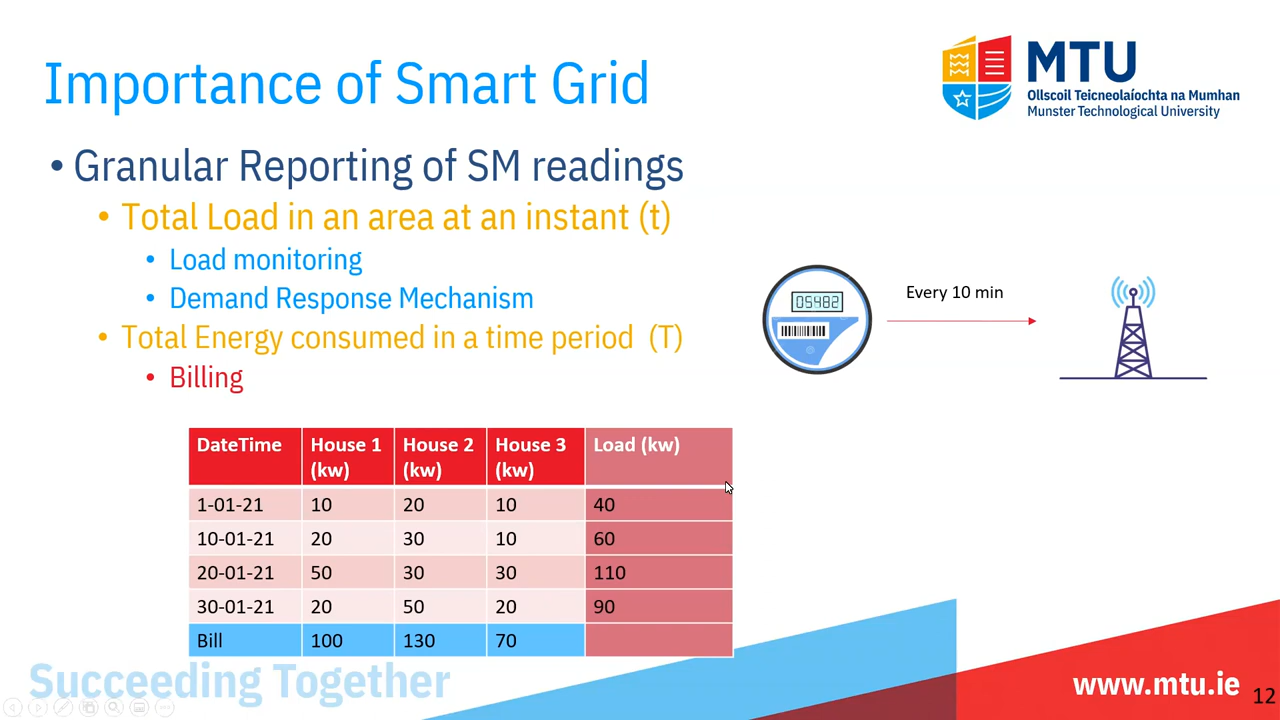 Importance of Smart Grid
MTU
Ollscoil Teicneolaíochta na Mumhan
Munster Technological University
• Granular Reporting of SM readings
• Total Load in an area at an instant (t)
• Load monitoring
• Demand Response Mechanism
• Total Energy consumed in a time period (T)
• Billing
05482
Every 10 min
DateTime House 1 (kw) House 2 (kw) House 3 (kw) Load (kw)
1-01-21 10 20 10 40
10-01-21 20 30 10 60
20-01-21 50 30 30 110
30-01-21 20 50 20 90
Bill 100 130 70
Succeeding Together
www.mtu.ie
12